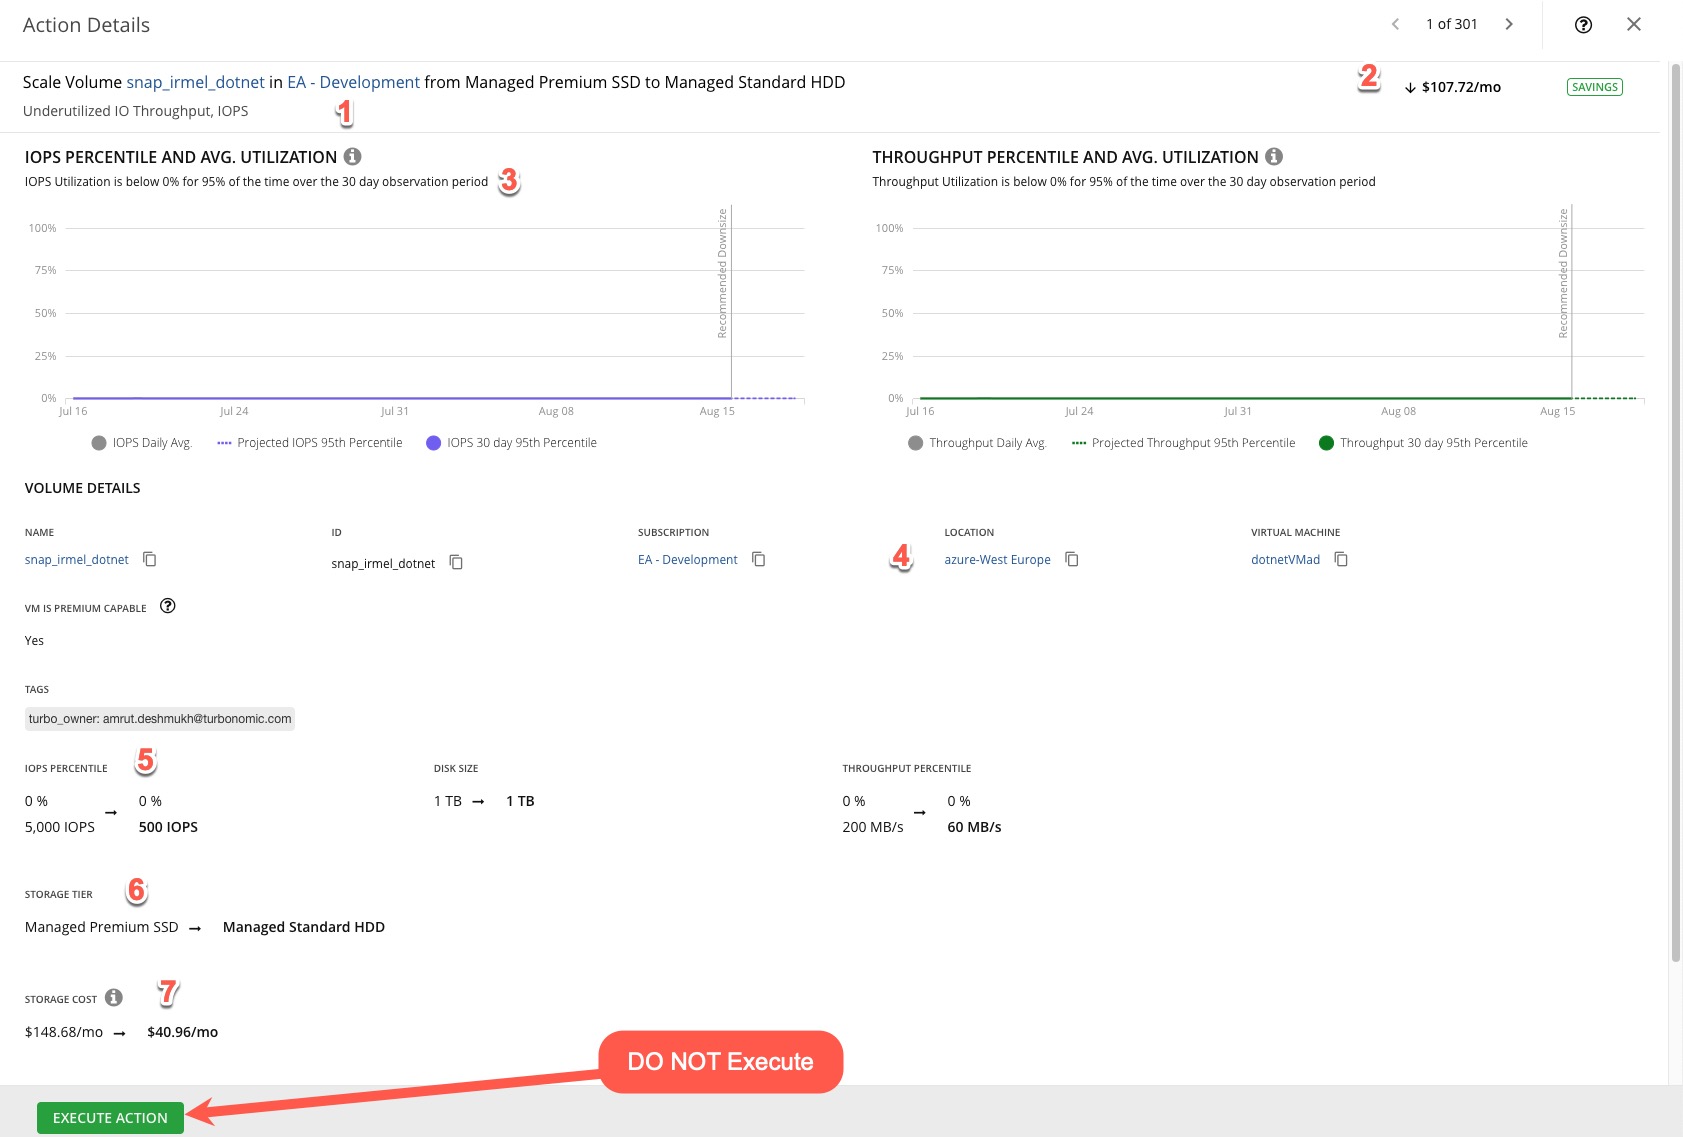 Action Details
1 of 301
Scale Volume snap_irmel_dotnet in EA - Development from Managed Premium SSD to Managed Standard HDD
2
↓ $107.72/mo
SAVINGS
Underutilized IO Throughput, IOPS
1
IOPS PERCENTILE AND AVG. UTILIZATION
IOPS Utilization is below 0% for 95% of the time over the 30 day observation period
3
100%
75%
50%
25%
0%
Recommended Downsize
Jul 16 Jul 24 Jul 31 Aug 08 Aug 15
IOPS Daily Avg. Projected IOPS 95th Percentile IOPS 30 day 95th Percentile
THROUGHPUT PERCENTILE AND AVG. UTILIZATION
Throughput Utilization is below 0% for 95% of the time over the 30 day observation period
100%
75%
50%
25%
0%
Recommended Downsize
Jul 16 Jul 24 Jul 31 Aug 08 Aug 15
Throughput Daily Avg. Projected Throughput 95th Percentile Throughput 30 day 95th Percentile
VOLUME DETAILS
NAME ID SUBSCRIPTION LOCATION VIRTUAL MACHINE
snap_irmel_dotnet snap_irmel_dotnet EA - Development 4 azure-West Europe dotnetVMad
VM IS PREMIUM CAPABLE
Yes
TAGS
turbo_owner: amrut.deshmukh@turbonomic.com
IOPS PERCENTILE 5 DISK SIZE THROUGHPUT PERCENTILE
0 % → 0 % 1 TB → 1 TB 0 % → 0 %
5,000 IOPS 500 IOPS 200 MB/s 60 MB/s
STORAGE TIER 6
Managed Premium SSD → Managed Standard HDD
STORAGE COST 7
$148.68/mo → $40.96/mo
DO NOT Execute
EXECUTE ACTION